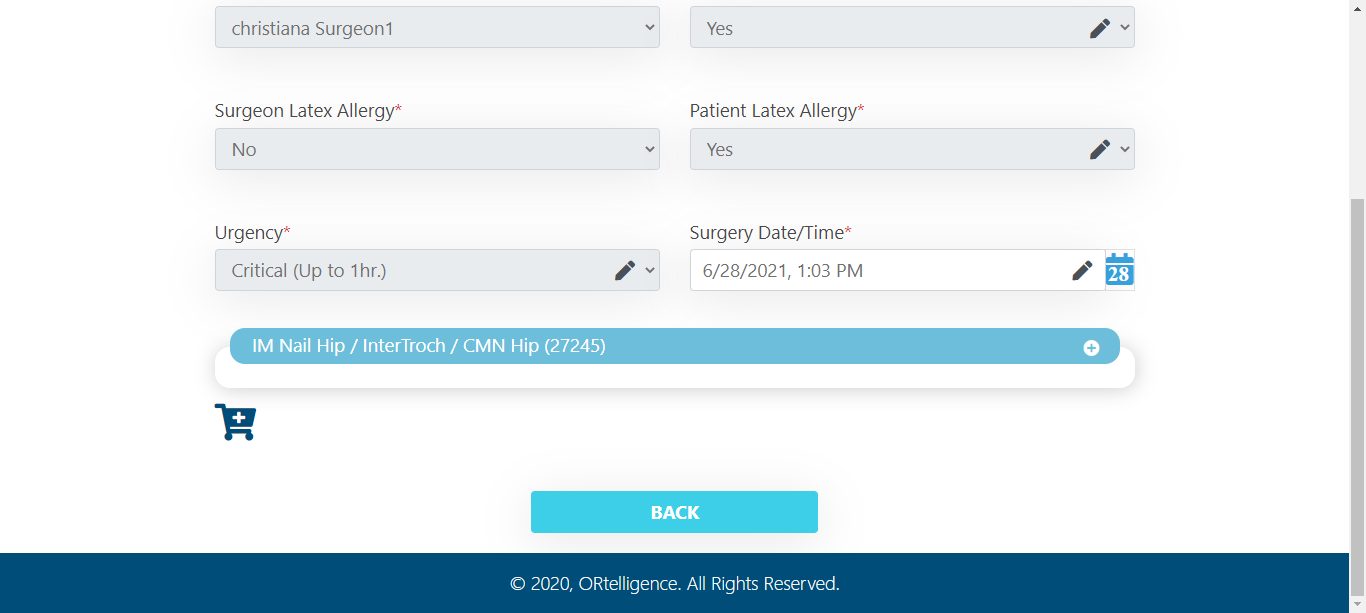 christiana Surgeon1
Yes
Surgeon Latex Allergy*
Patient Latex Allergy*
No
Yes
Urgency*
Surgery Date/Time*
Critical (Up to 1hr.)
6/28/2021, 1:03 PM
28
IM Nail Hip / InterTroch / CMN Hip (27245)
BACK
© 2020, ORtelligence. All Rights Reserved.